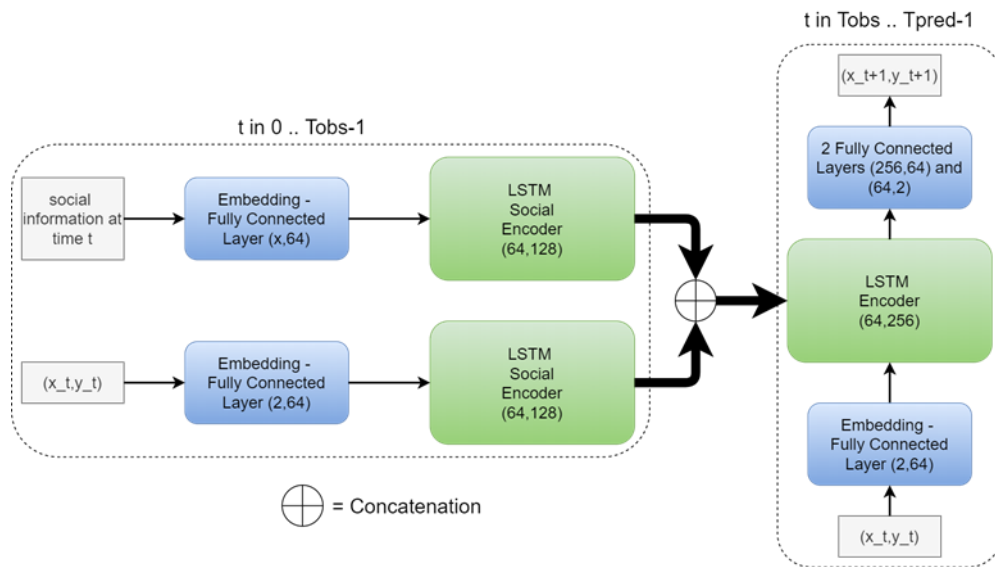 t in Tobs .. Tpred-1
(x_t+1,y_t+1)
2 Fully Connected
Layers (256,64) and
(64,2)
t in 0 .. Tobs-1
social
information at
time t
Embedding -
Fully Connected
Layer (x,64)
LSTM
Social
Encoder
(64,128)
LSTM
Encoder
(64,256)
(x_t,y_t)
Embedding -
Fully Connected
Layer (2,64)
LSTM
Social
Encoder
(64,128)
Embedding -
Fully Connected
Layer (2,64)
= Concatenation
(x_t,y_t)